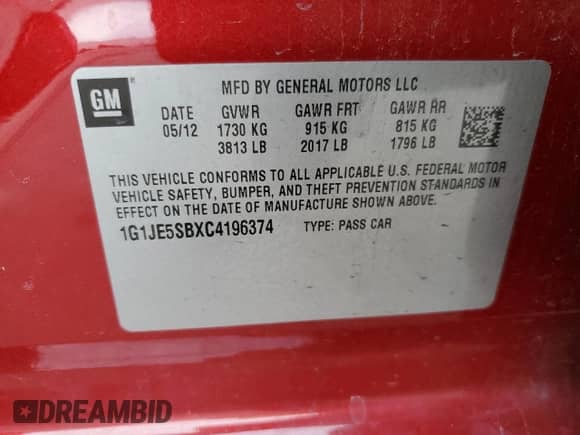 GM
MFD BY GENERAL MOTORS LLC
DATE GVWR GAWR FRT GAWR RR
05/12 1730 KG 915 KG 815 KG
3813 LB 2017 LB 1796 LB
THIS VEHICLE CONFORMS TO ALL APPLICABLE U.S. FEDERAL MOTOR
VEHICLE SAFETY, BUMPER, AND THEFT PREVENTION STANDARDS IN
EFFECT ON THE DATE OF MANUFACTURE SHOWN ABOVE.
1G1JE5SBXC4196374 TYPE: PASS CAR
DREAMBID